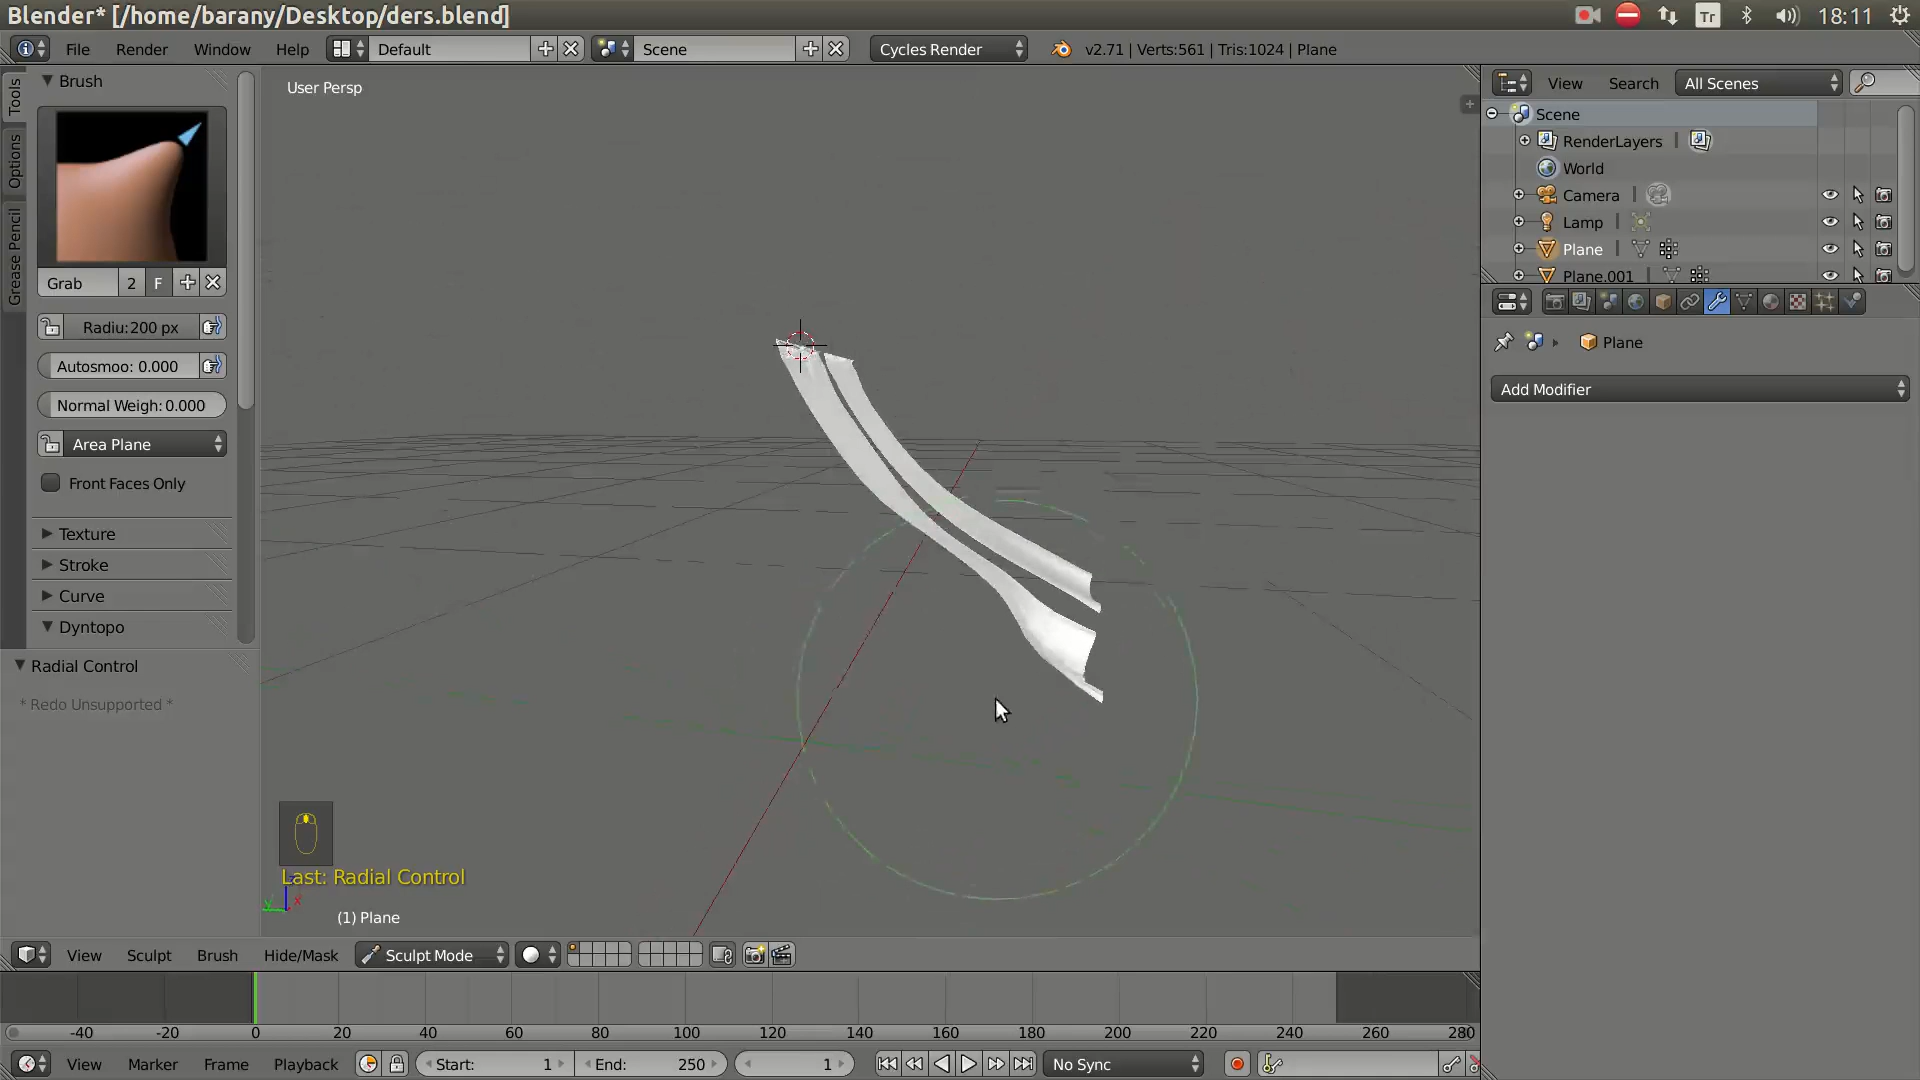 Blender* [/home/barany/Desktop/ders.blend]
Tr
18:11
File Render Window Help Default Scene Cycles Render v2.71 | Verts:561 | Tris:1024 | Plane
Tools
Options
Grease Pencil
Brush
Grab 2 F
Radiu:200 px
Autosmoo: 0.000
Normal Weigh:0.000
Area Plane
Front Faces Only
Texture
Stroke
Curve
Dyntopo
Radial Control
* Redo Unsupported *
User Persp
Last: Radial Control
(1) Plane
View Sculpt Brush Hide/Mask Sculpt Mode
-40 -20 0 20 40 60 80 100 120 140 160 180 200 220 240 260 280
View Marker Frame Playback Start: 1 End: 250 1 No Sync
View Search All Scenes
Scene
RenderLayers
World
Camera
Lamp
Plane
Plane.001
Plane
Add Modifier